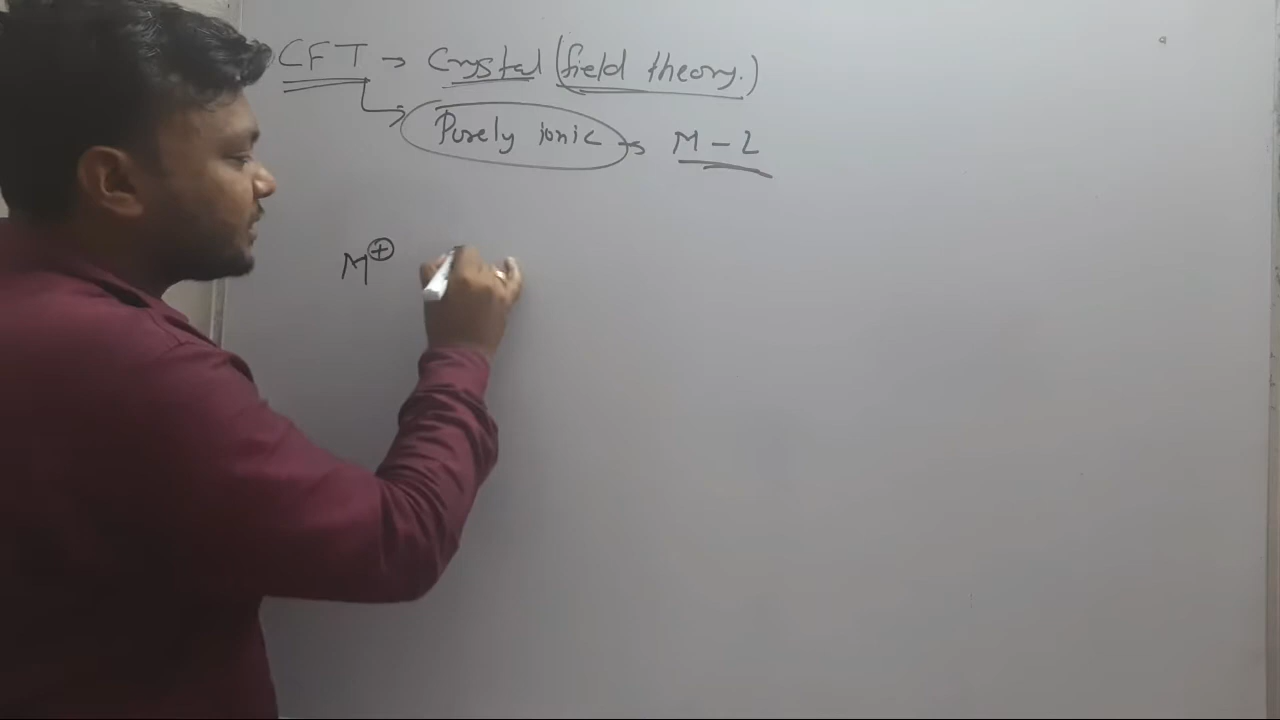 CFT → Crystal (field theory.)
Purely ionic → M - L
M⊕